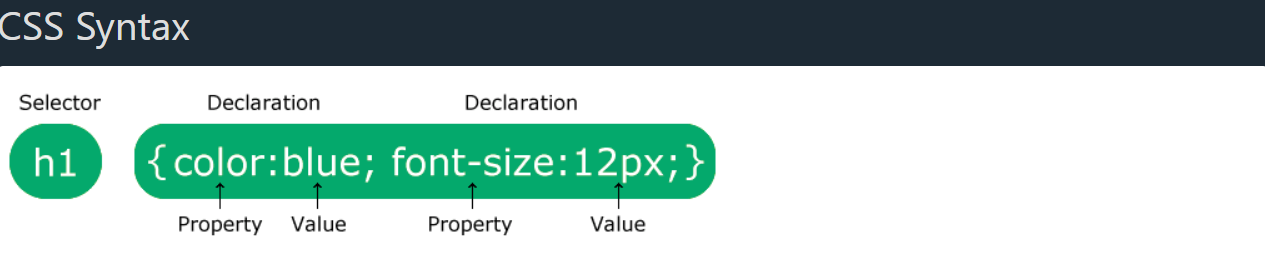 CSS Syntax
Selector Declaration Declaration
h1 {color:blue; font-size:12px;}
Property Value Property Value